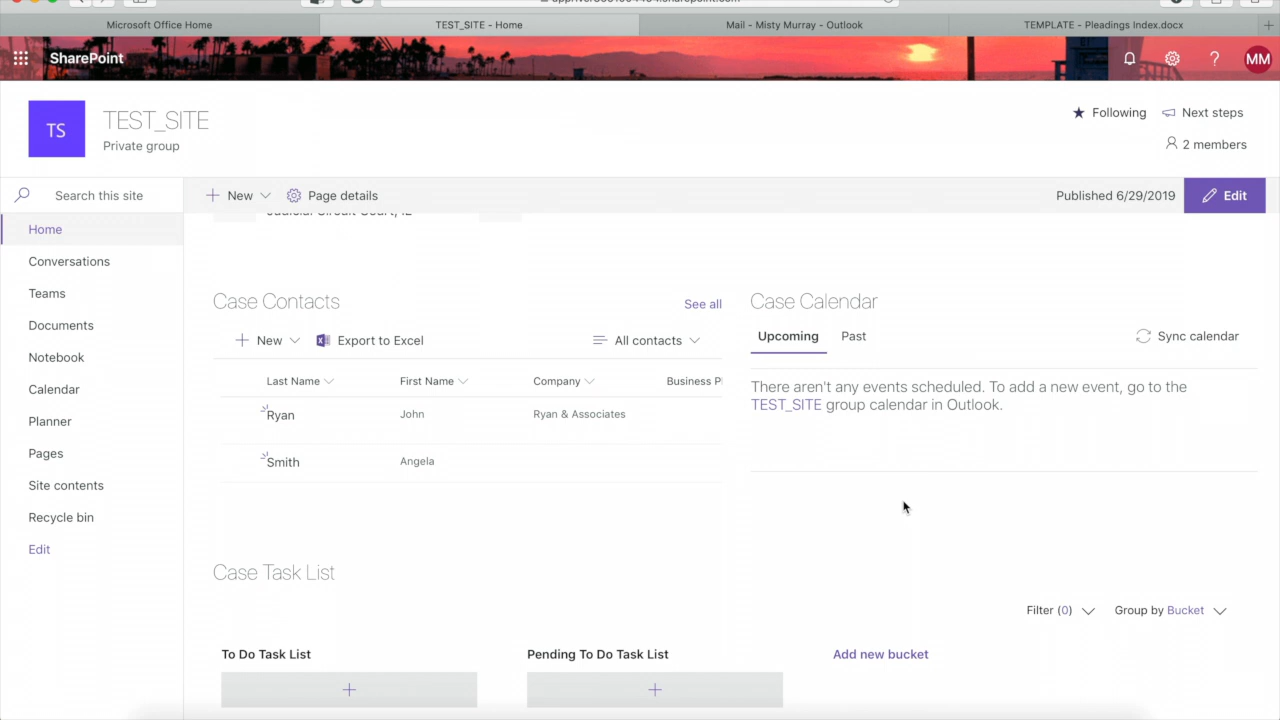 Microsoft Office Home
TEST_SITE - Home
Mail - Misty Murray - Outlook
TEMPLATE - Pleadings Index.docx
SharePoint
?
MM
TS
TEST_SITE
Private group
Following
Next steps
2 members
Search this site
New
Page details
Published 6/29/2019
Edit
Judicial Circuit Court, IL
Home
Conversations
Teams
Documents
Notebook
Calendar
Planner
Pages
Site contents
Recycle bin
Edit
Case Contacts
See all
New
Export to Excel
All contacts
Last Name
First Name
Company
Business P
Ryan
John
Ryan & Associates
Smith
Angela
Case Calendar
Upcoming
Past
Sync calendar
There aren't any events scheduled. To add a new event, go to the
TEST_SITE group calendar in Outlook.
Case Task List
Filter (0)
Group by Bucket
To Do Task List
Pending To Do Task List
Add new bucket